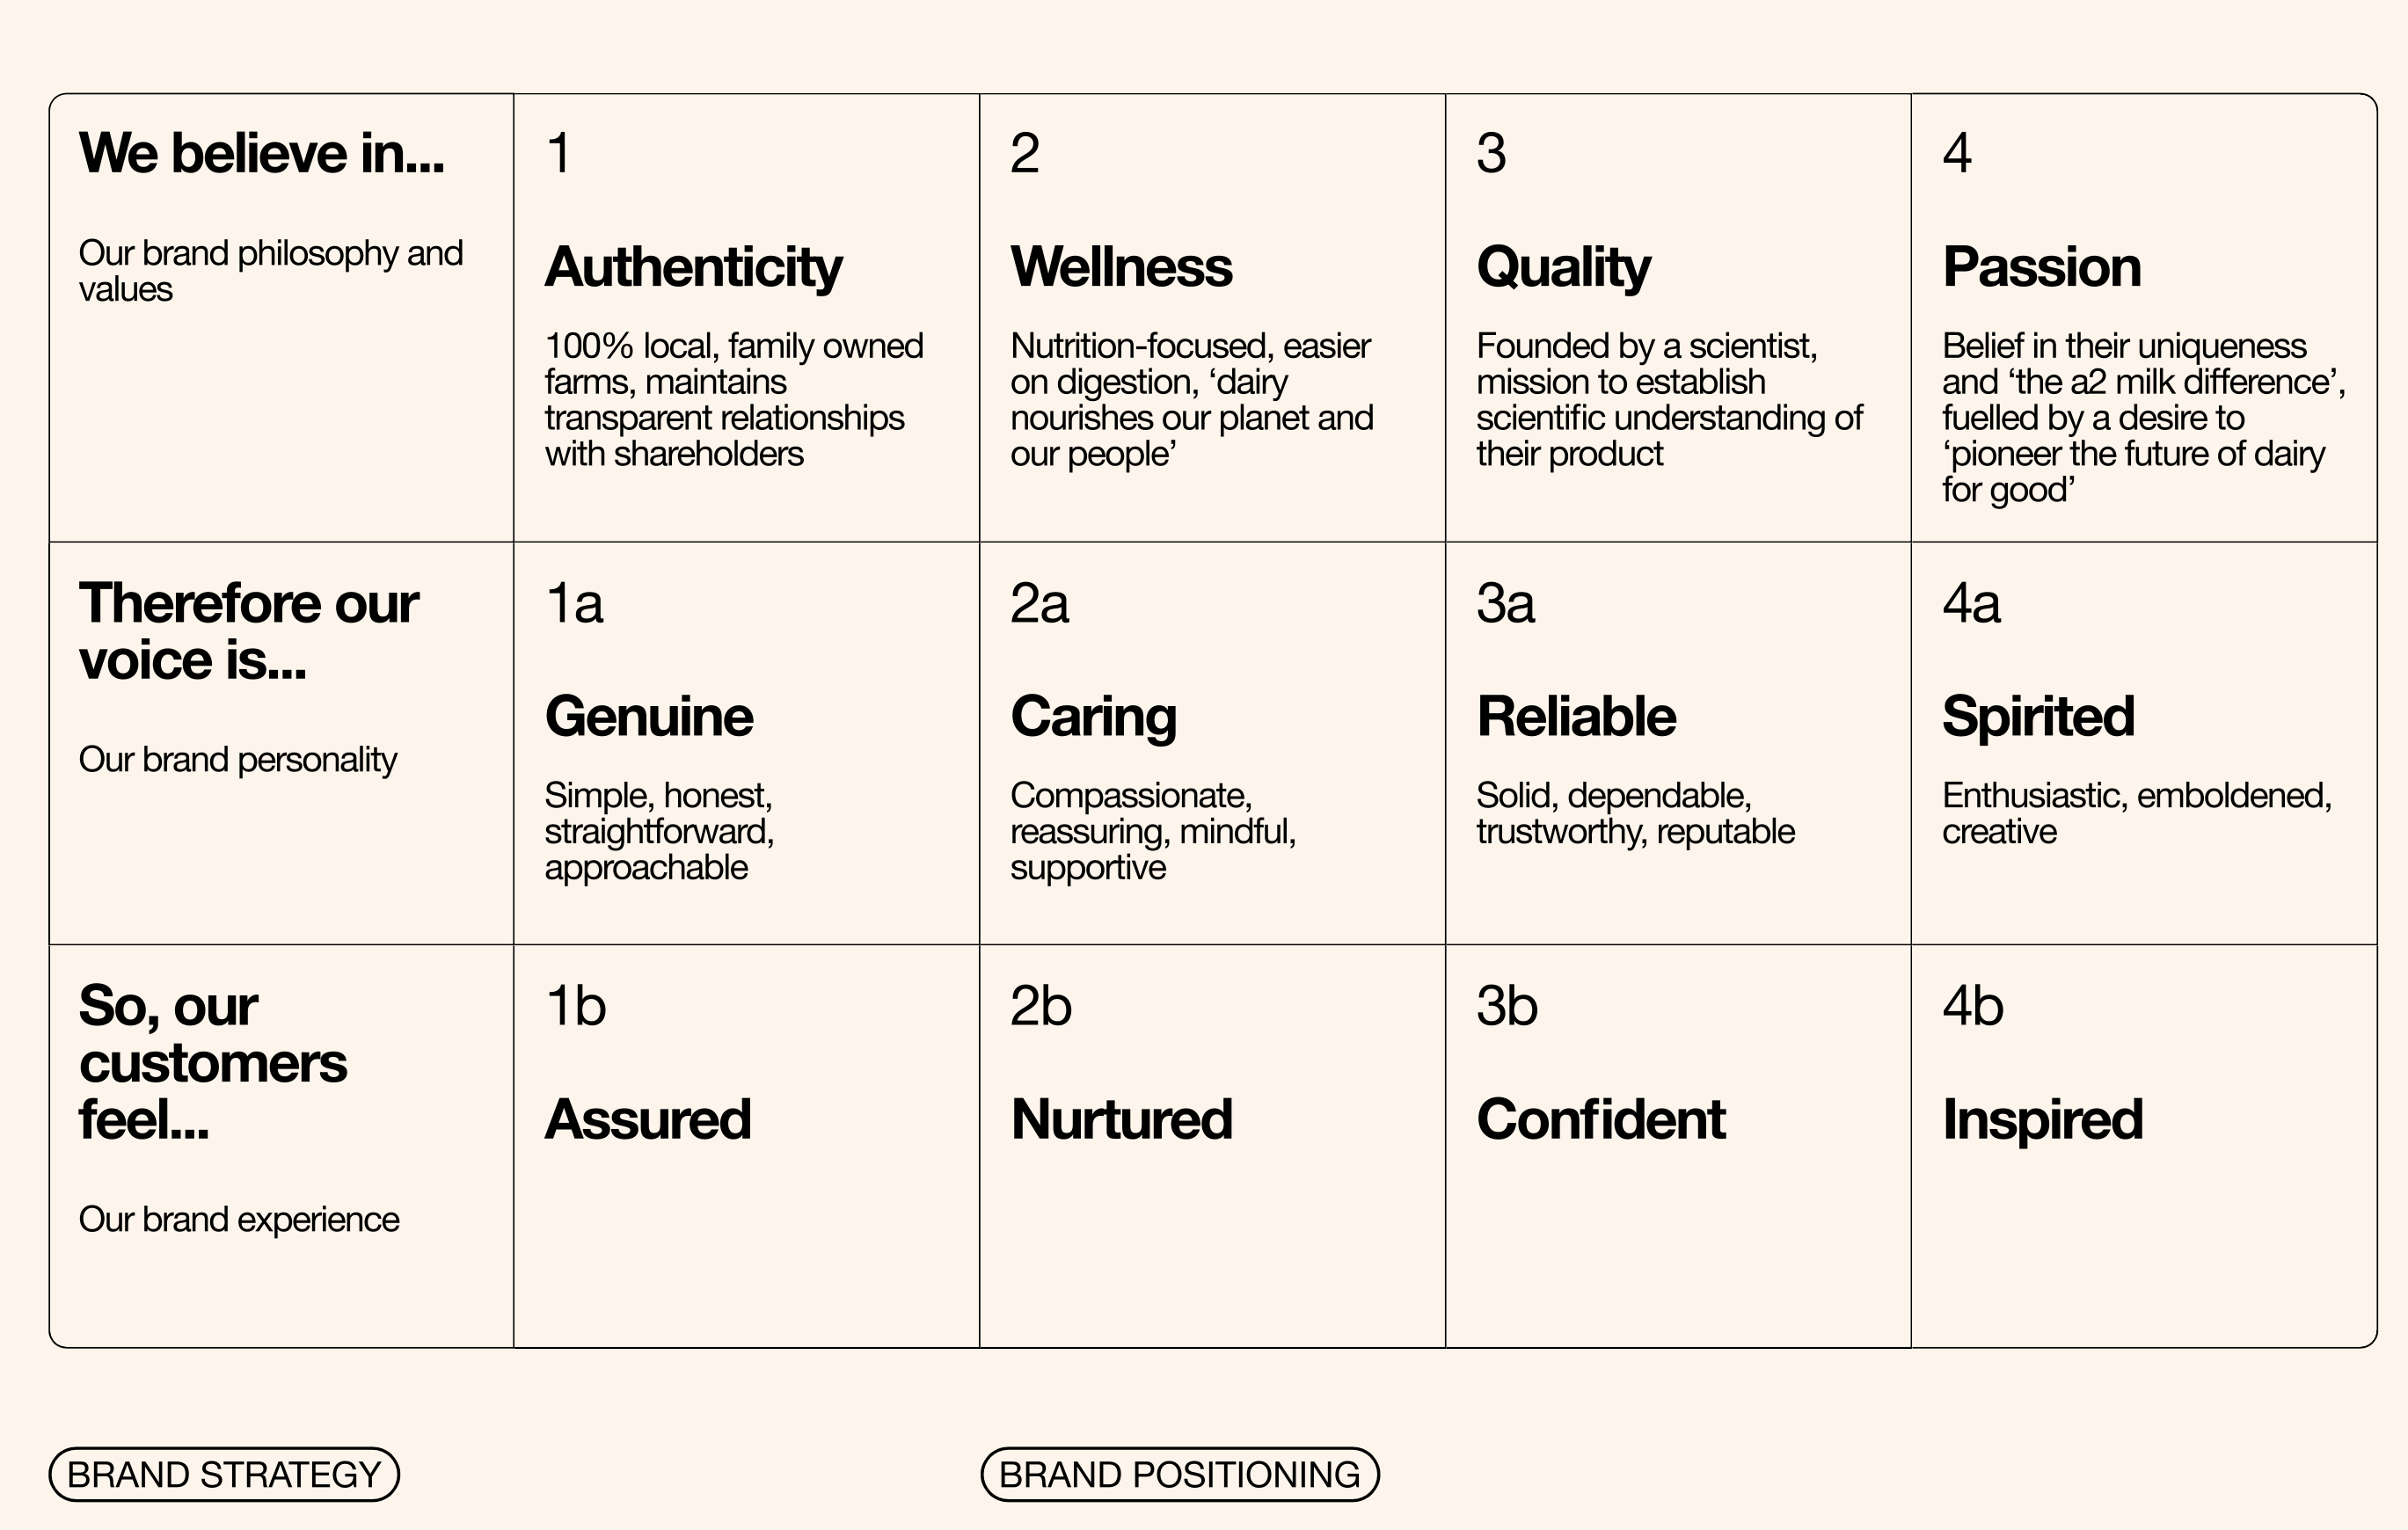 We believe in...
Our brand philosophy and
values
1
Authenticity
100% local, family owned
farms, maintains
transparent relationships
with shareholders
2
Wellness
Nutrition-focused, easier
on digestion, ‘dairy
nourishes our planet and
our people’
3
Quality
Founded by a scientist,
mission to establish
scientific understanding of
their product
4
Passion
Belief in their uniqueness
and ‘the a2 milk difference’,
fuelled by a desire to
‘pioneer the future of dairy
for good’
Therefore our
voice is...
Our brand personality
1a
Genuine
Simple, honest,
straightforward,
approachable
2a
Caring
Compassionate,
reassuring, mindful,
supportive
3a
Reliable
Solid, dependable,
trustworthy, reputable
4a
Spirited
Enthusiastic, emboldened,
creative
So, our
customers
feel...
Our brand experience
1b
Assured
2b
Nurtured
3b
Confident
4b
Inspired
BRAND STRATEGY
BRAND POSITIONING